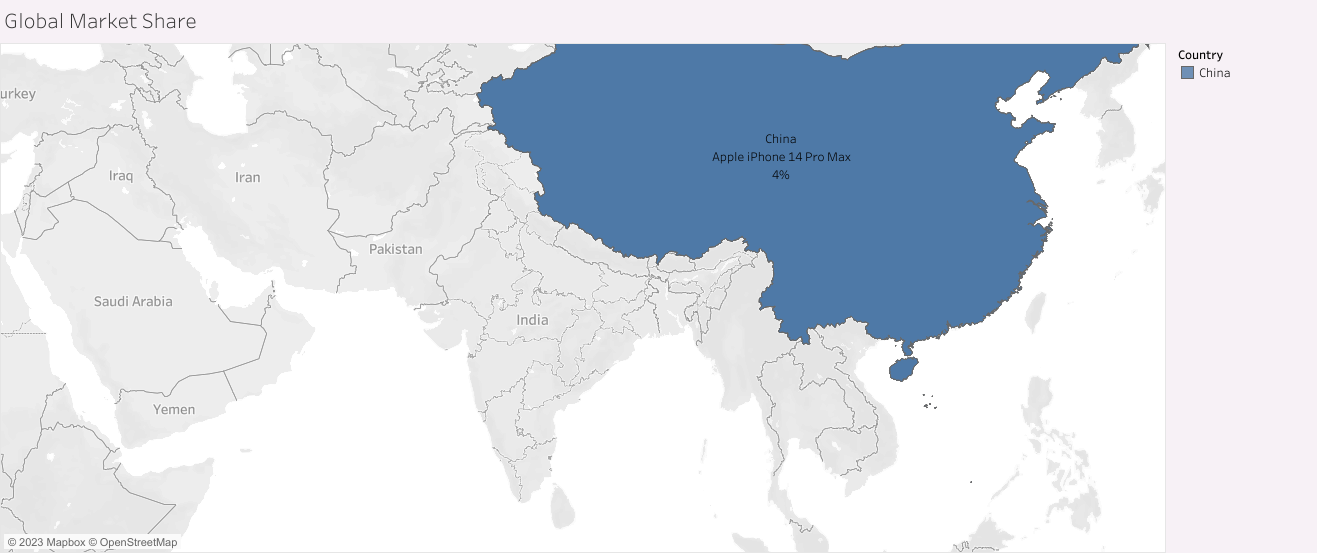 Global Market Share
Country
China
urkey
China
Apple iPhone 14 Pro Max
4%
Iraq
Iran
Pakistan
Saudi Arabia
India
Yemen
© 2023 Mapbox © OpenStreetMap